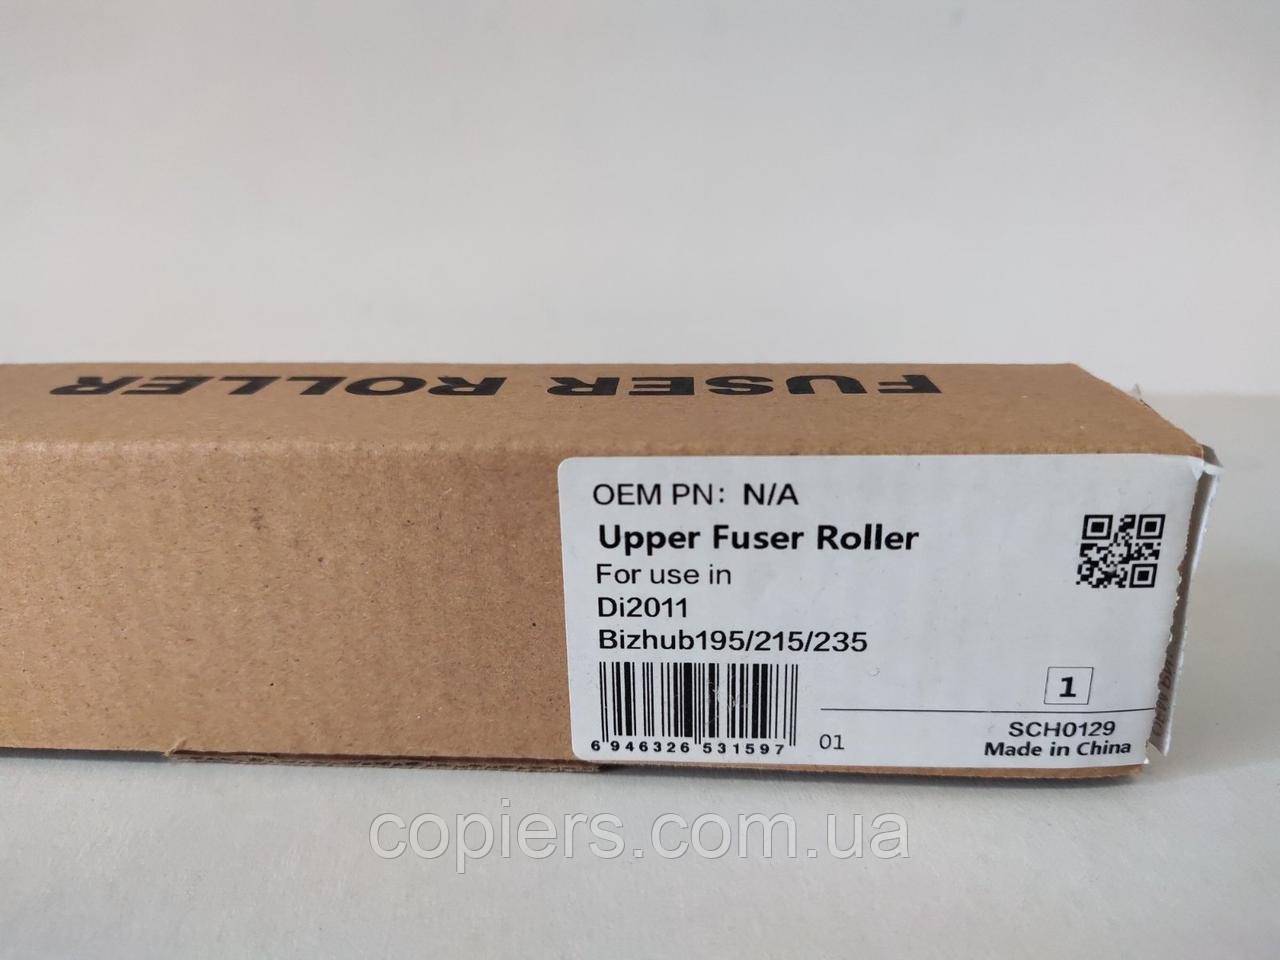 FUSER ROLLER
OEM PN: N/A
Upper Fuser Roller
For use in
Di2011
Bizhub195/215/235
6 946326 531597
01
1
SCH0129
Made in China
copiers.com.ua